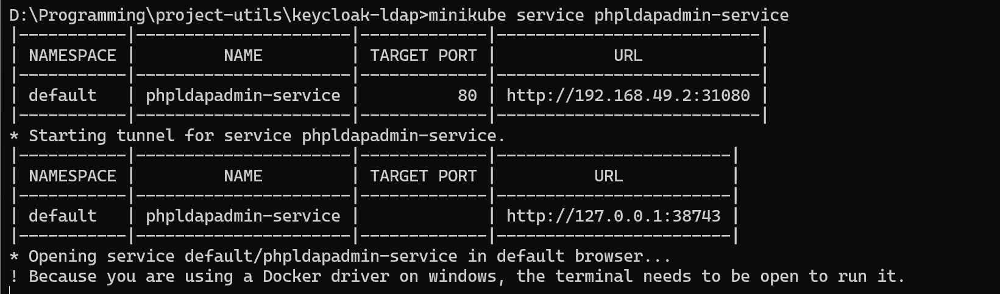 D:\Programming\project-utils\keycloak-ldap>minikube service phpldapadmin-service
|-----------|----------------------|-------------|---------------------------|
| NAMESPACE |         NAME         | TARGET PORT |            URL            |
|-----------|----------------------|-------------|---------------------------|
| default   | phpldapadmin-service |          80 | http://192.168.49.2:31080 |
|-----------|----------------------|-------------|---------------------------|
* Starting tunnel for service phpldapadmin-service.
|-----------|----------------------|-------------|------------------------|
| NAMESPACE |         NAME         | TARGET PORT |          URL           |
|-----------|----------------------|-------------|------------------------|
| default   | phpldapadmin-service |             | http://127.0.0.1:38743 |
|-----------|----------------------|-------------|------------------------|
* Opening service default/phpldapadmin-service in default browser...
! Because you are using a Docker driver on windows, the terminal needs to be open to run it.